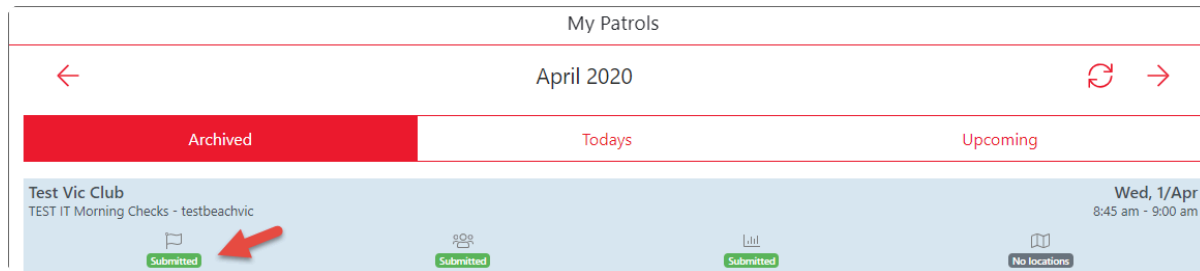 My Patrols
April 2020
Archived Todays Upcoming
Test Vic Club Wed, 1/Apr
TEST IT Morning Checks - testbeachvic 8:45 am - 9:00 am
Submitted Submitted Submitted No locations